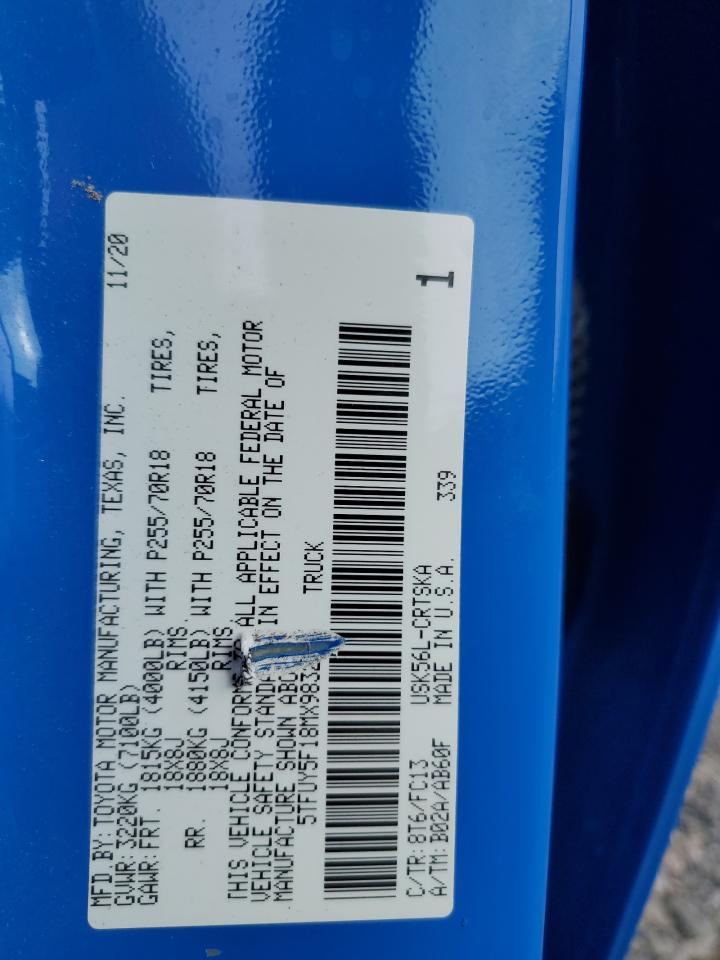 MFD.BY:TOYOTA MOTOR MANUFACTURING, TEXAS, INC. 11/20
GVWR:3220KG (7100LB)
GAWR:FRT. 1815KG (4000LB) WITH P255/70R18 TIRES,
18X8J RIMS.
RR. 1880KG (4150LB) WITH P255/70R18 TIRES,
18X8J RIMS
THIS VEHICLE CONFORMS ALL APPLICABLE FEDERAL MOTOR
VEHICLE SAFETY IN EFFECT ON THE DATE OF
MANUFACTURE SHOWN
5TFUY5F18MX9832 TRUCK
1
C/TR:8T6/FC13 USK56L-CRTSKA 339
A/TM:B02A/AB60F MADE IN U.S.A.